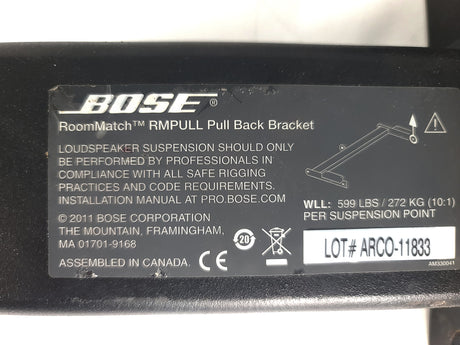 BOSE®
RoomMatch™ RMPULL Pull Back Bracket
LOUDSPEAKER SUSPENSION SHOULD ONLY
BE PERFORMED BY PROFESSIONALS IN
COMPLIANCE WITH ALL SAFE RIGGING
PRACTICES AND CODE REQUIREMENTS.
INSTALLATION MANUAL AT PRO.BOSE.COM
© 2011 BOSE CORPORATION
THE MOUNTAIN, FRAMINGHAM,
MA 01701-9168
ASSEMBLED IN CANADA.
CE
20
WLL: 599 LBS / 272 KG (10:1)
PER SUSPENSION POINT
LOT# ARCO-11833
AM330041